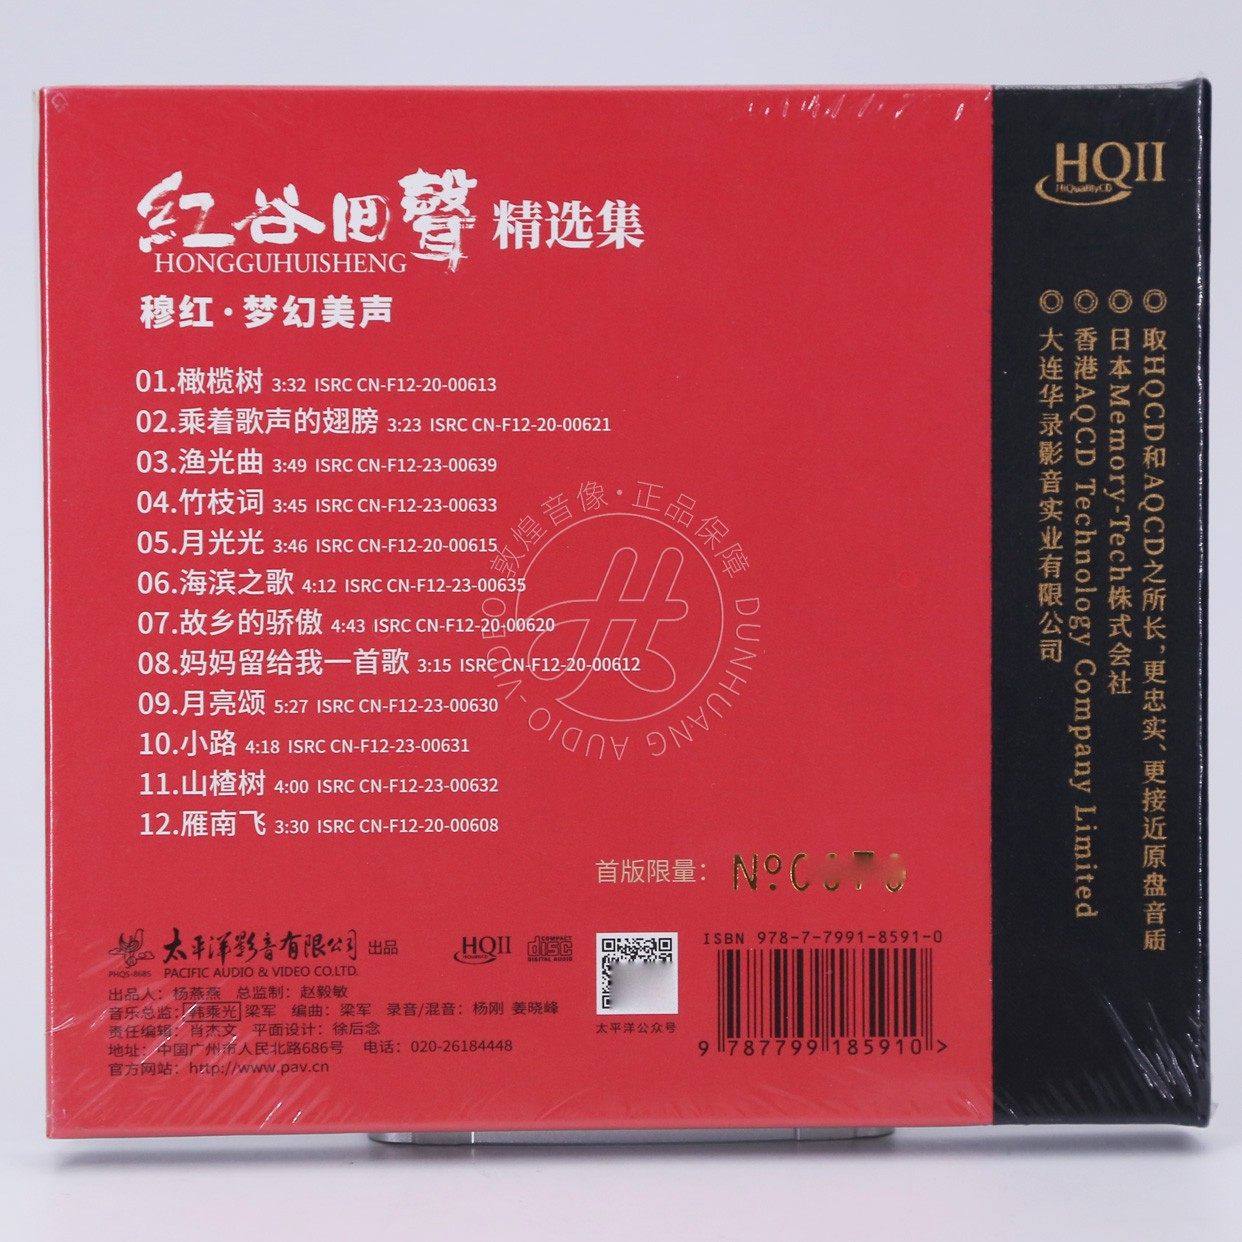 紅谷回聲 精选集
HONGGUHUISHENG
穆红·梦幻美声
01.橄榄树 3:32 ISRC CN-F12-20-00613
02.乘着歌声的翅膀 3:23 ISRC CN-F12-20-00621
03.渔光曲 3:49 ISRC CN-F12-23-00639
04.竹枝词 3:45 ISRC CN-F12-23-00633
05.月光光 3:46 ISRC CN-F12-20-00615
06.海滨之歌 4:12 ISRC CN-F12-23-00635
07.故乡的骄傲 4:43 ISRC CN-F12-20-00620
08.妈妈留给我一首歌 3:15 ISRC CN-F12-20-00612
09.月亮颂 5:27 ISRC CN-F12-23-00630
10.小路 4:18 ISRC CN-F12-23-00631
11.山楂树 4:00 ISRC CN-F12-23-00632
12.雁南飞 3:30 ISRC CN-F12-20-00608
敦煌音像·正品保障
DUNHUANG AUDIO-VIDEO
首版限量: №
太平洋影音有限公司 出品
PHQS-8685 PACIFIC AUDIO & VIDEO CO.LTD.
HQII
HiQualityCD
COMPACT
disc
DIGITAL AUDIO
太平洋公众号
ISBN 978-7-7991-8591-0
9 787799 185910 >
出品人: 杨燕燕 总监制: 赵毅敏
音乐总监: 韩乘光 梁军 编曲: 梁军 录音/混音: 杨刚 姜晓峰
责任编辑: 肖杰文 平面设计: 徐后念
地址: 中国广州市人民北路686号 电话: 020-26184448
官方网站: http://www.pav.cn
HQII
HiQualityCD
◎取HQCD和AQCD之所长,更忠实、更接近原盘音质
◎日本Memory-Tech株式会社
◎香港AQCD Technology Company Limited
◎大连华录影音实业有限公司